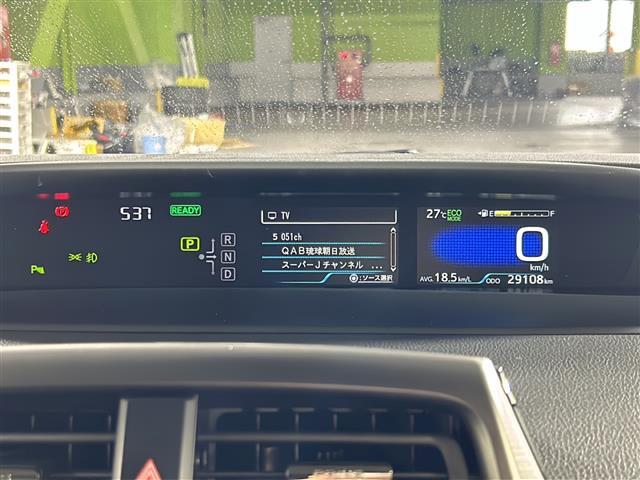 5:37
READY
P
R
N
D
TV
5 051ch
QAB琉球朝日放送
スーパーJチャンネル ...
:ソース選択
27℃ ECO MODE
E F
0
km/h
AVG. 18.5 km/L
ODO 29108 km